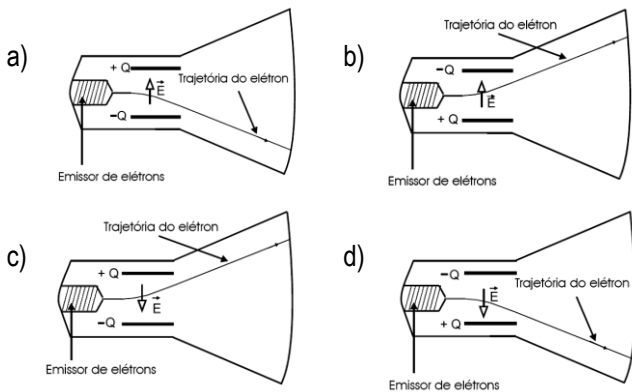 a)
+ Q
Trajetória do elétron
E
−Q
Emissor de elétrons
b)
Trajetória do elétron
−Q
E
+ Q
Emissor de elétrons
c)
Trajetória do elétron
+ Q
E
−Q
Emissor de elétrons
d)
−Q
Trajetória do elétron
E
+ Q
Emissor de elétrons